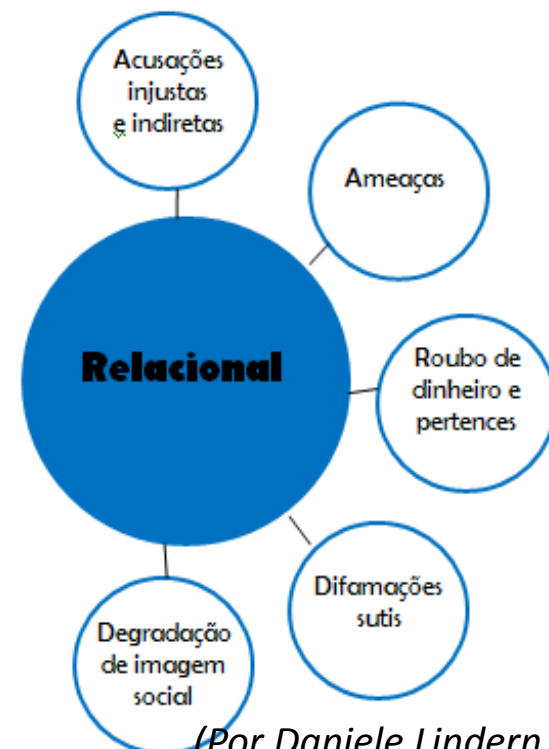 Acusações
injustas
e indiretas
Ameaças
Relacional
Roubo de
dinheiro e
pertences
Difamações
sutis
Degradação
de imagem
social
(Por Daniele Lindern